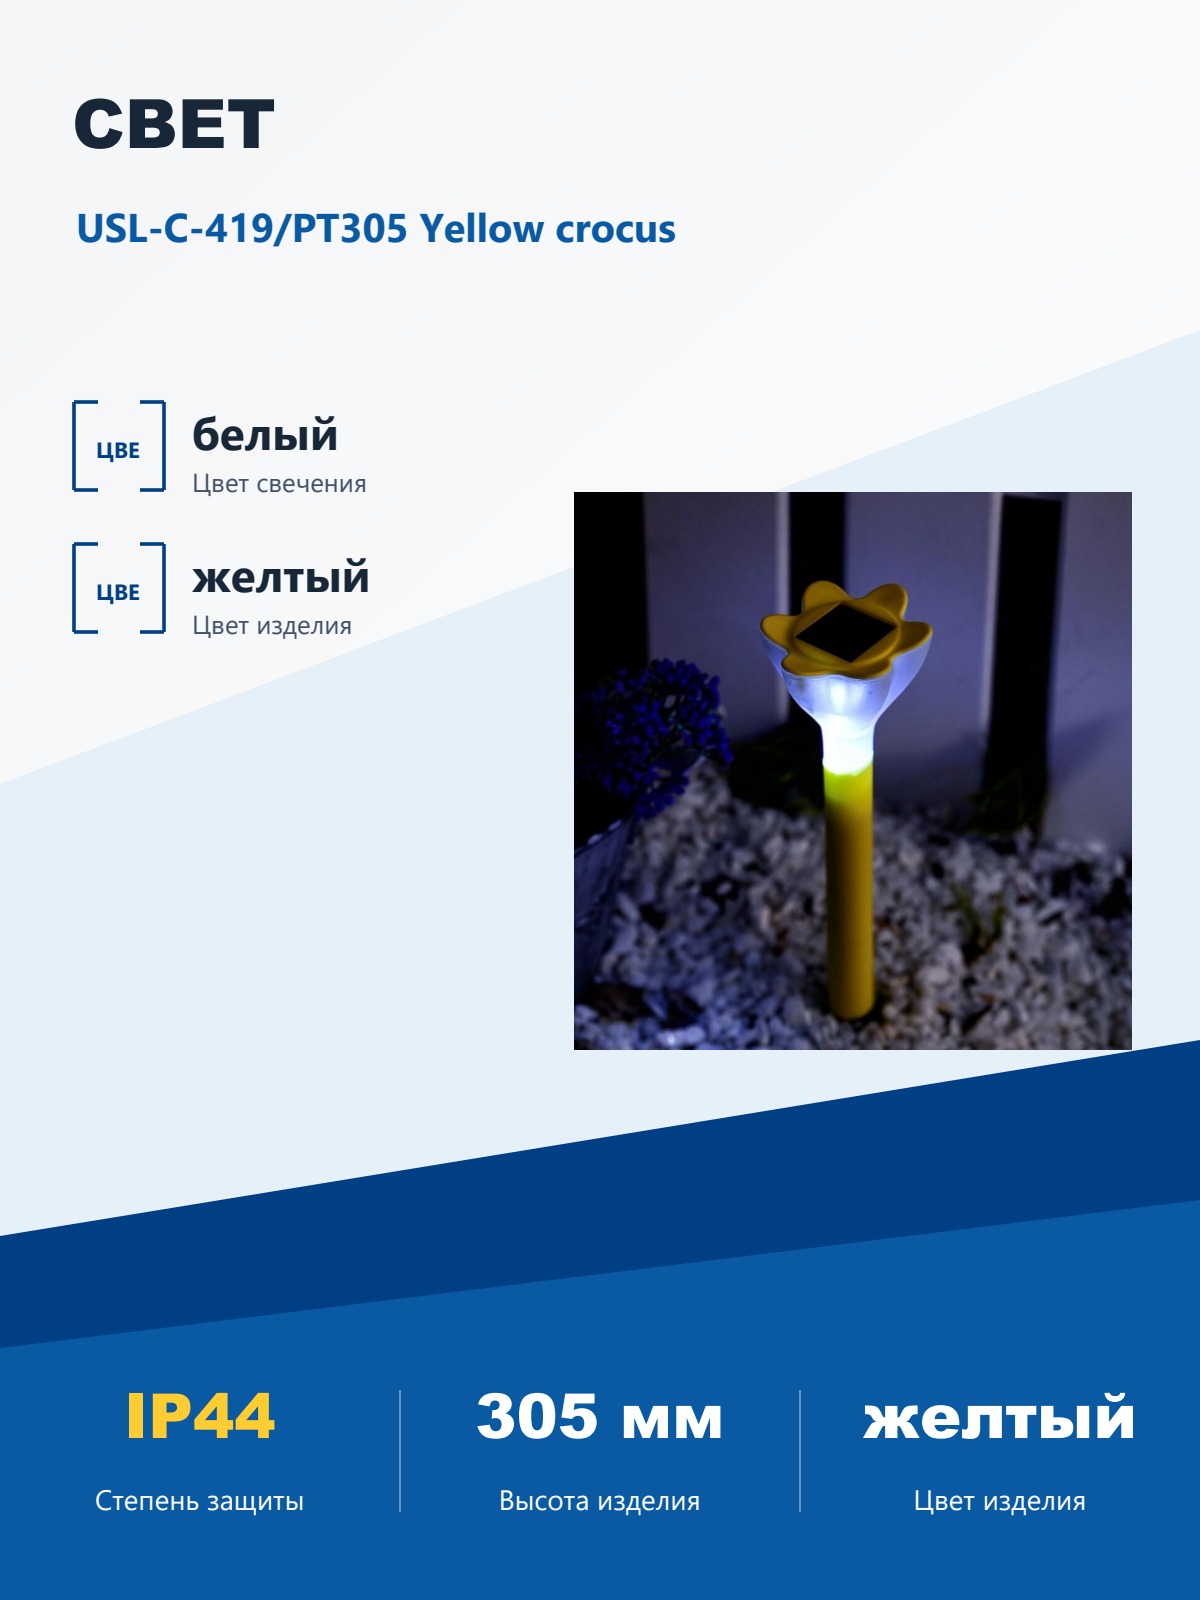 СВЕТ
USL-C-419/PT305 Yellow crocus
ЦВЕ
белый
Цвет свечения
ЦВЕ
желтый
Цвет изделия
IP44
Степень защиты
305 мм
Высота изделия
желтый
Цвет изделия